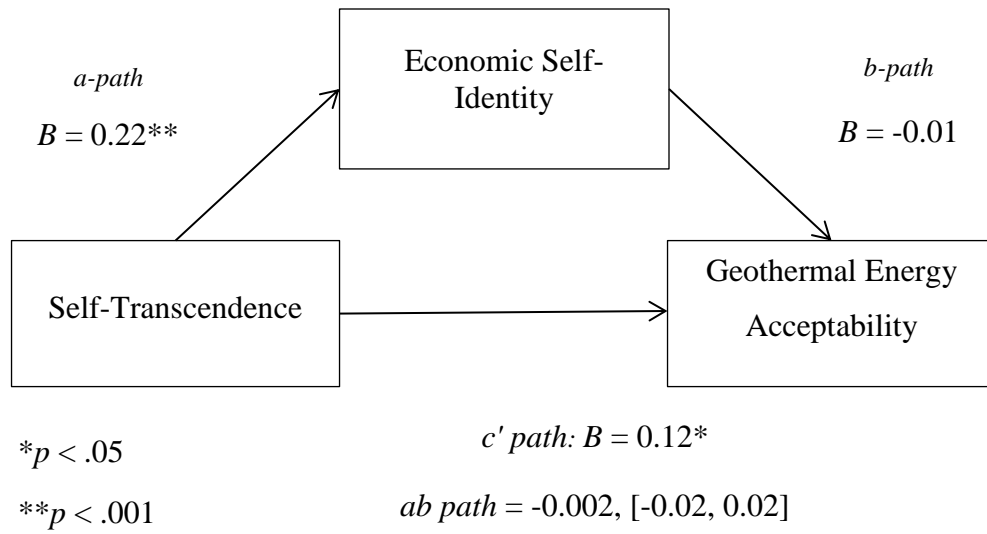 a-path
B = 0.22**
Economic Self-
Identity
b-path
B = -0.01
Self-Transcendence
Geothermal Energy
Acceptability
*p < .05
**p < .001
c' path: B = 0.12*
ab path = -0.002, [-0.02, 0.02]